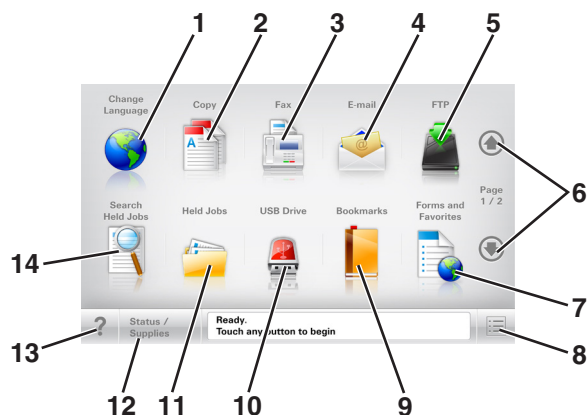 1 2 3 4 5
Change
Language
Copy
Fax
E-mail
FTP
A
@
6
Page
1 / 2
Search
Held Jobs
Held Jobs
USB Drive
Bookmarks
Forms and
Favorites
14
7
?
Status /
Supplies
Ready.
Touch any button to begin
13
8
12 11 10 9